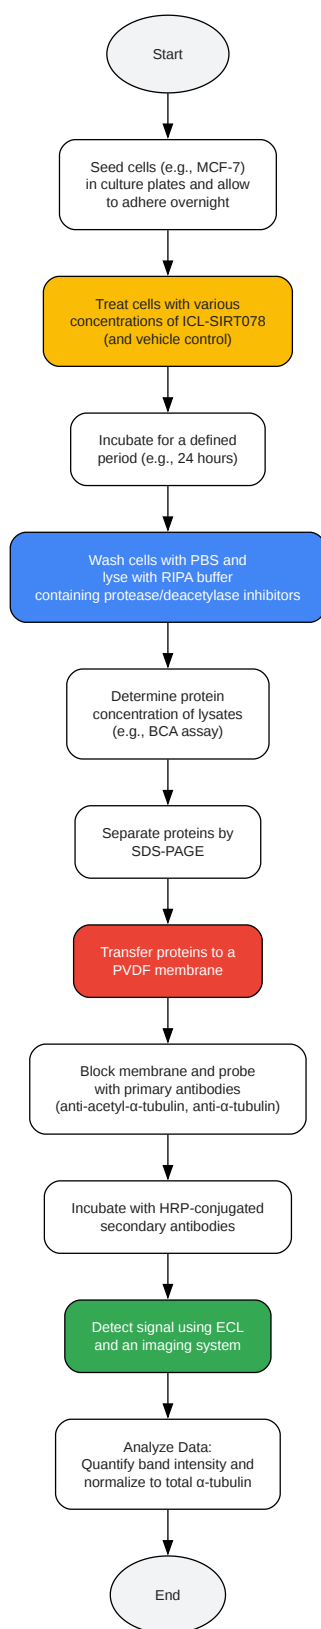 Start
Seed cells (e.g., MCF-7)
in culture plates and allow
to adhere overnight
Treat cells with various
concentrations of ICL-SIRT078
(and vehicle control)
Incubate for a defined
period (e.g., 24 hours)
Wash cells with PBS and
lyse with RIPA buffer
containing protease/deacetylase inhibitors
Determine protein
concentration of lysates
(e.g., BCA assay)
Separate proteins by
SDS-PAGE
Transfer proteins to a
PVDF membrane
Block membrane and probe
with primary antibodies
(anti-acetyl-α-tubulin, anti-α-tubulin)
Incubate with HRP-conjugated
secondary antibodies
Detect signal using ECL
and an imaging system
Analyze Data:
Quantify band intensity and
normalize to total α-tubulin
End